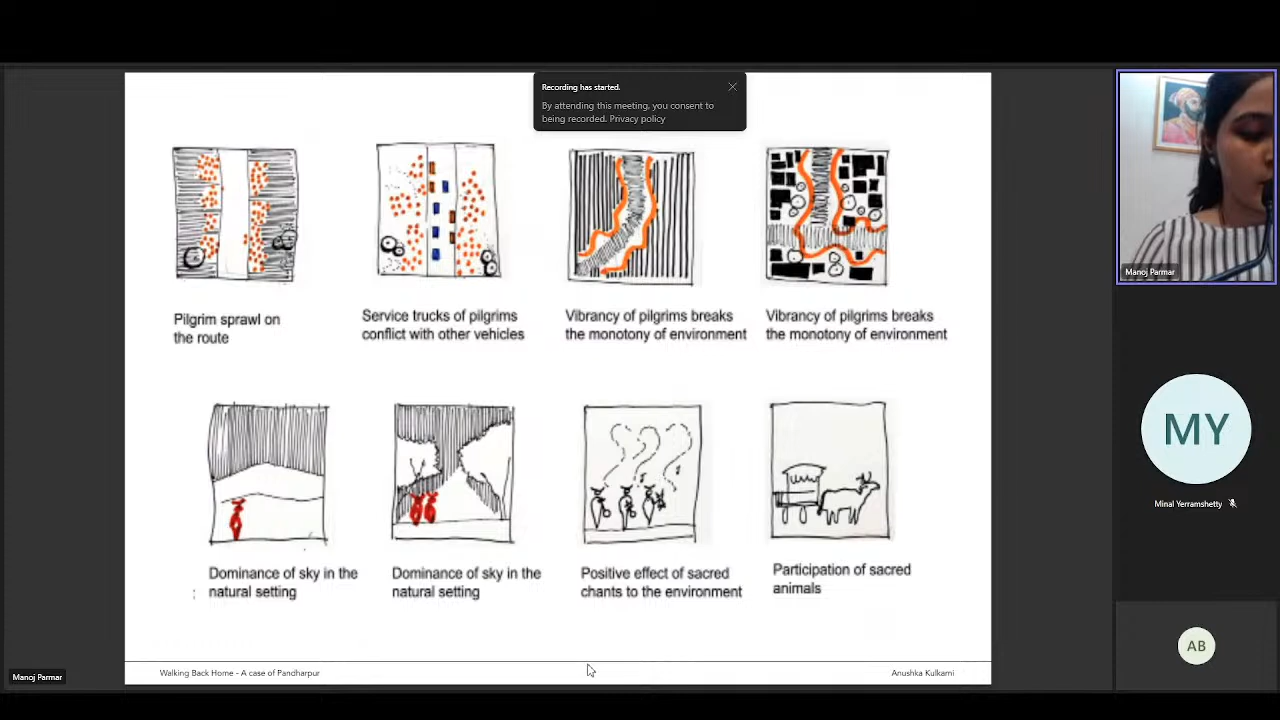 Recording has started.
By attending this meeting, you consent to
being recorded. Privacy policy
Pilgrim sprawl on
the route
Service trucks of pilgrims
conflict with other vehicles
Vibrancy of pilgrims breaks
the monotony of environment
Vibrancy of pilgrims breaks
the monotony of environment
Dominance of sky in the
natural setting
Dominance of sky in the
natural setting
Positive effect of sacred
chants to the environment
Participation of sacred
animals
Walking Back Home - A case of Pandharpur
Anushka Kulkarni
Manoj Parmar
Manoj Parmar
MY
Minal Yerramshetty
AB